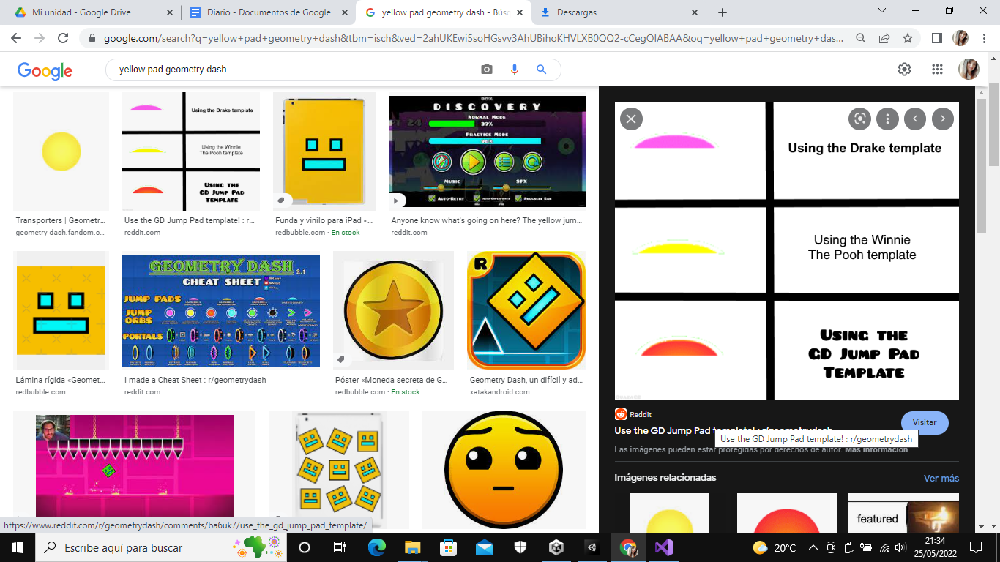 Mi unidad - Google Drive
Diario - Documentos de Google
yellow pad geometry dash - Bús
Descargas
google.com/search?q=yellow+pad+geometry+dash&tbm=isch&ved=2ahUKEwi5soHGsvv3AhUBihoKHVLXB0QQ2-cCegQIABAA&oq=yellow+pad+geometry+das...
Google
yellow pad geometry dash
Using the Drake template
Using the Winnie
The Pooh template
Using the
GD Jump Pad
Template
DISCOVERY
Normal Mode
39%
Practice Mode
Music
SFX
Auto-Retry
Auto-Checkpoints
Progress Bar
Transporters | Geometr...
geometry-dash.fandom.c...
Use the GD Jump Pad template! : r...
reddit.com
Funda y vinilo para iPad «...
redbubble.com · En stock
Anyone know what's going on here? The yellow jum...
reddit.com
GEOMETRY DASH
2.1
CHEAT SHEET
JUMP PADS
JUMP
ORBS
PORTALS
R
Lámina rígida «Geomet...
redbubble.com
I made a Cheat Sheet : r/geometrydash
reddit.com
Póster «Moneda secreta de G...
redbubble.com · En stock
Geometry Dash, un difícil y ad...
xatakandroid.com
https://www.reddit.com/r/geometrydash/comments/ba6uk7/use_the_gd_jump_pad_template/
Using the Drake template
Using the Winnie
The Pooh template
Using the
GD Jump Pad
Template
Reddit
Use the GD Jump Pad template! : r/geometrydash
Visitar
Use the GD Jump Pad template! : r/geometrydash
Las imágenes pueden estar protegidas por derechos de autor. Más información
Imágenes relacionadas
Ver más
featured
Escribe aquí para buscar
20°C
21:34
25/05/2022